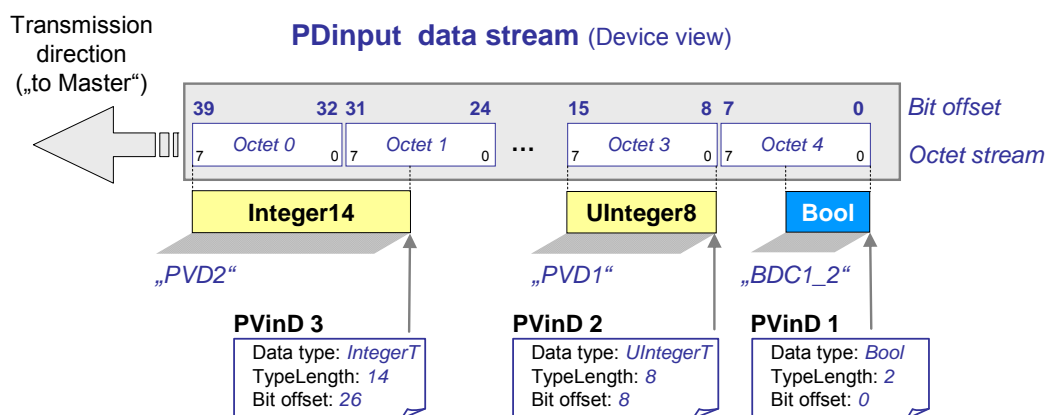 Transmission
direction
(„to Master“)
PDinput data stream (Device view)
39 32 31 24 15 8 7 0 Bit offset
Octet 0 Octet 1 ... Octet 3 Octet 4 Octet stream
7 0 7 0 7 0 7 0
Integer14 UInteger8 Bool
„PVD2“ „PVD1“ „BDC1_2“
PVinD 3 PVinD 2 PVinD 1
Data type: IntegerT
TypeLength: 14
Bit offset: 26
Data type: UIntegerT
TypeLength: 8
Bit offset: 8
Data type: Bool
TypeLength: 2
Bit offset: 0